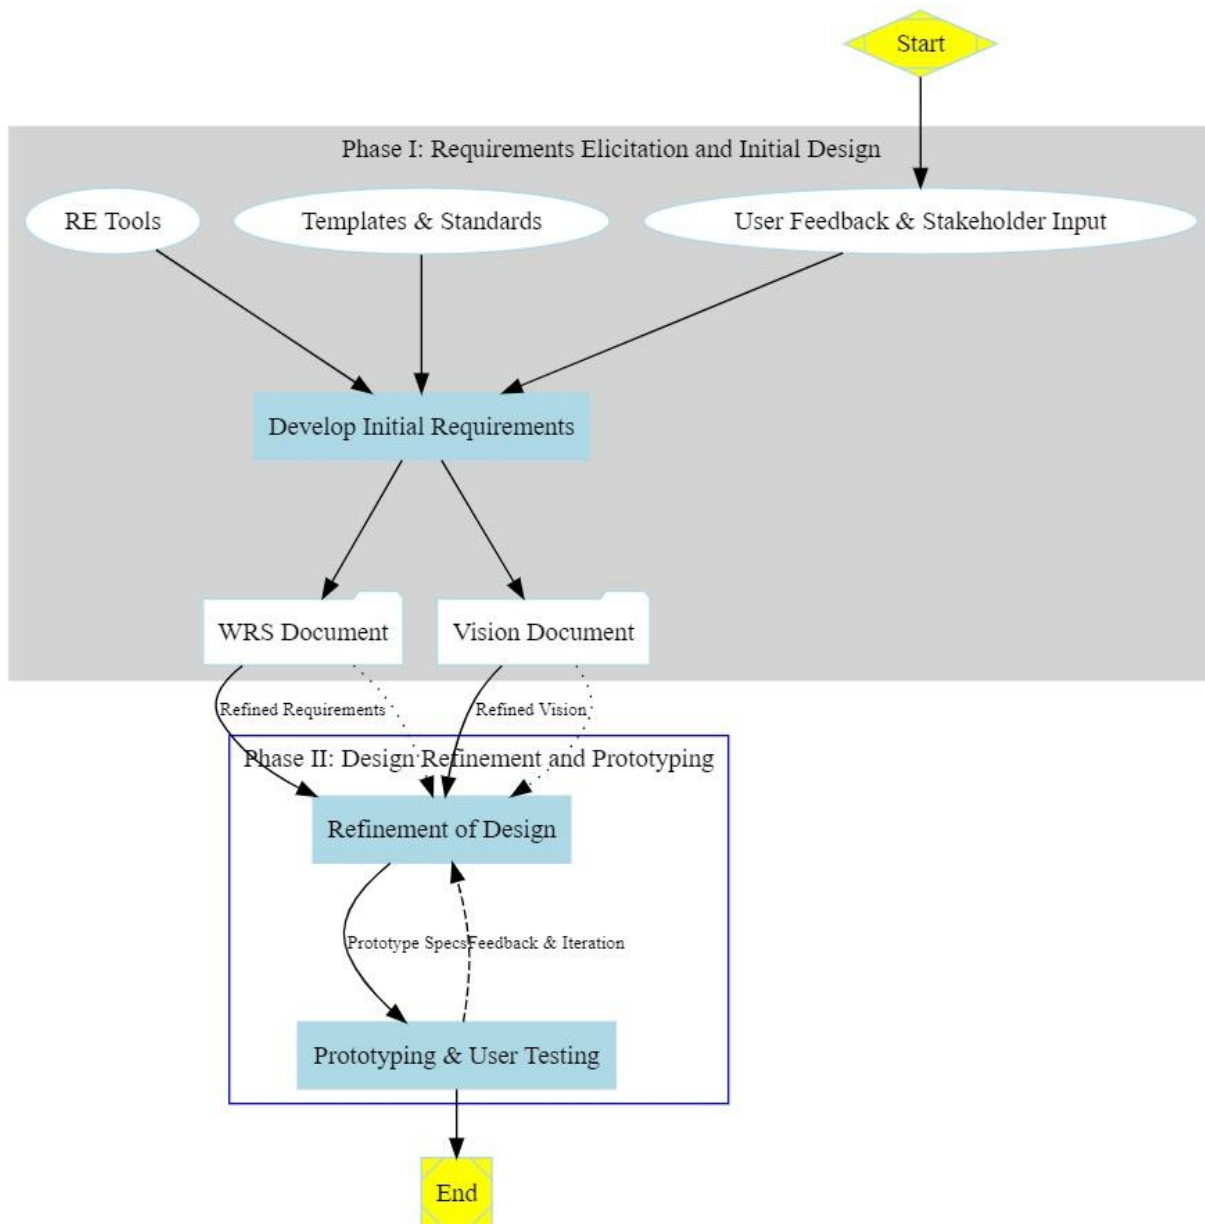 Start
Phase I: Requirements Elicitation and Initial Design
RE Tools
Templates & Standards
User Feedback & Stakeholder Input
Develop Initial Requirements
WRS Document
Vision Document
Refined Requirements
Refined Vision
Phase II: Design Refinement and Prototyping
Refinement of Design
Prototype Specs
Feedback & Iteration
Prototyping & User Testing
End